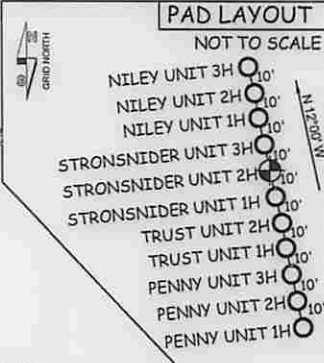 PAD LAYOUT
NOT TO SCALE
GRID NORTH
NILEY UNIT 3H 10'
NILEY UNIT 2H 10'
NILEY UNIT 1H 10'
STRONSNIDER UNIT 3H 10'
STRONSNIDER UNIT 2H 10'
STRONSNIDER UNIT 1H 10'
TRUST UNIT 2H 10'
TRUST UNIT 1H 10'
PENNY UNIT 3H 10'
PENNY UNIT 2H 10'
PENNY UNIT 1H
N 12°00' W